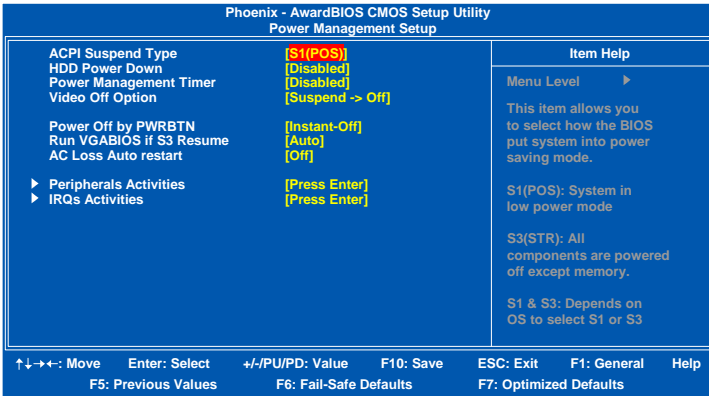 Phoenix - AwardBIOS CMOS Setup Utility
Power Management Setup
ACPI Suspend Type [S1(POS)]
HDD Power Down [Disabled]
Power Management Timer [Disabled]
Video Off Option [Suspend -> Off]
Power Off by PWRBTN [Instant-Off]
Run VGABIOS if S3 Resume [Auto]
AC Loss Auto restart [Off]
Peripherals Activities [Press Enter]
IRQs Activities [Press Enter]
Item Help
Menu Level
This item allows you
to select how the BIOS
put system into power
saving mode.
S1(POS): System in
low power mode
S3(STR): All
components are powered
off except memory.
S1 & S3: Depends on
OS to select S1 or S3
↑↓→←: Move Enter: Select +/-/PU/PD: Value F10: Save ESC: Exit F1: General Help
F5: Previous Values F6: Fail-Safe Defaults F7: Optimized Defaults